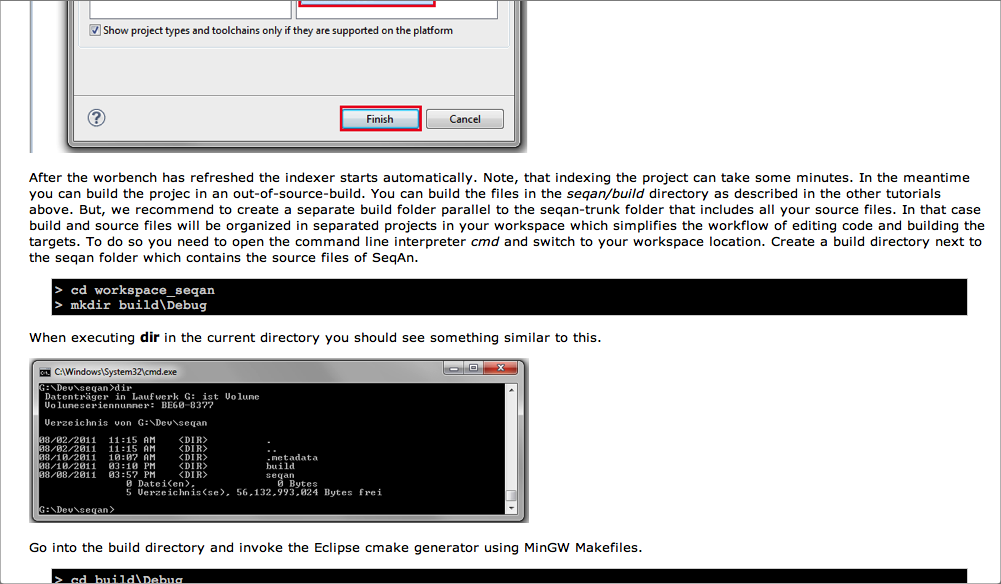 Show project types and toolchains only if they are supported on the platform
Finish
Cancel
After the worbench has refreshed the indexer starts automatically. Note, that indexing the project can take some minutes. In the meantime
you can build the projec in an out-of-source-build. You can build the files in the seqan/build directory as described in the other tutorials
above. But, we recommend to create a separate build folder parallel to the seqan-trunk folder that includes all your source files. In that case
build and source files will be organized in separated projects in your workspace which simplifies the workflow of editing code and building the
targets. To do so you need to open the command line interpreter cmd and switch to your workspace location. Create a build directory next to
the seqan folder which contains the source files of SeqAn.
> cd workspace_seqan
> mkdir build\Debug
When executing dir in the current directory you should see something similar to this.
C:\Windows\System32\cmd.exe
G:\Dev\seqan>dir
Datenträger in Laufwerk G: ist Volume
Volumeseriennummer: BE60-8377
Verzeichnis von G:\Dev\seqan
08/02/2011 11:15 AM <DIR> .
08/02/2011 11:15 AM <DIR> ..
08/10/2011 10:07 AM <DIR> .metadata
08/10/2011 03:10 PM <DIR> build
08/08/2011 03:57 PM <DIR> seqan
0 Datei(en), 0 Bytes
5 Verzeichnis(se), 56,132,993,024 Bytes frei
G:\Dev\seqan>
Go into the build directory and invoke the Eclipse cmake generator using MinGW Makefiles.
> cd build\Debug